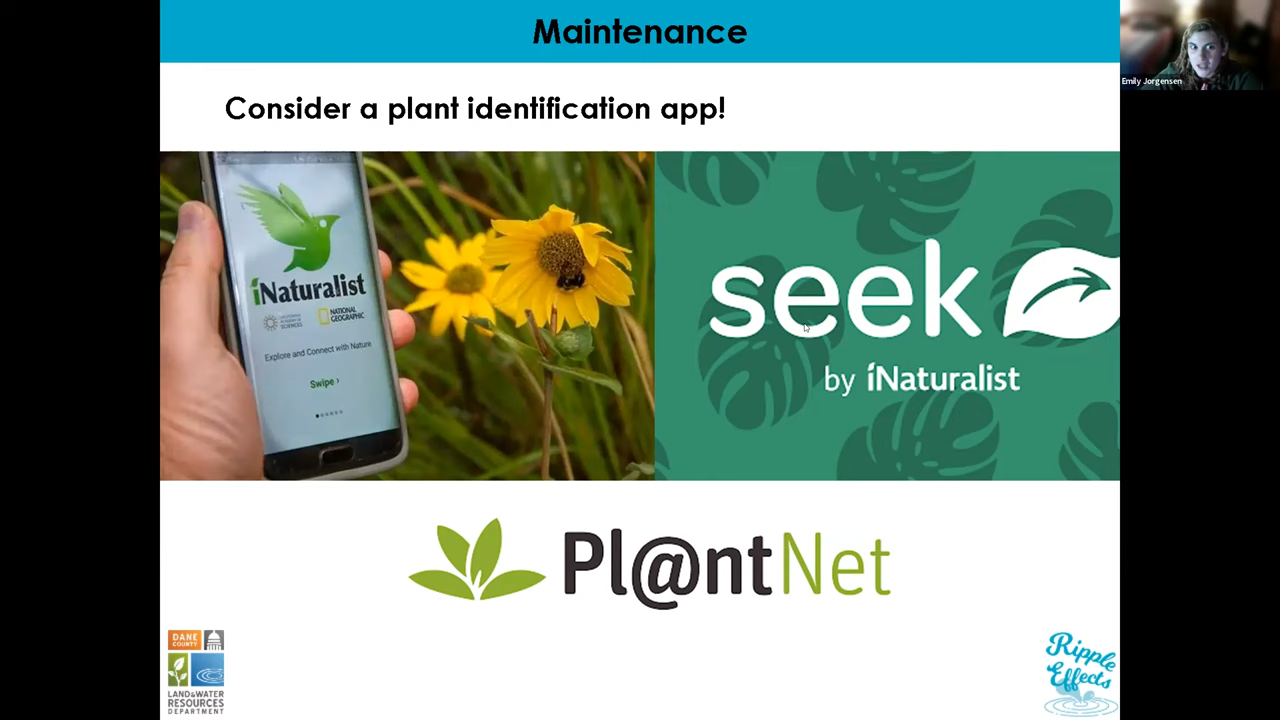 Maintenance
Emily Jorgensen
Consider a plant identification app!
iNaturalist
CALIFORNIA ACADEMY OF SCIENCES
NATIONAL GEOGRAPHIC
Explore and Connect with Nature
Swipe ›
seek
by iNaturalist
Pl@ntNet
DANE COUNTY
LAND & WATER
RESOURCES
DEPARTMENT
Ripple
Effects